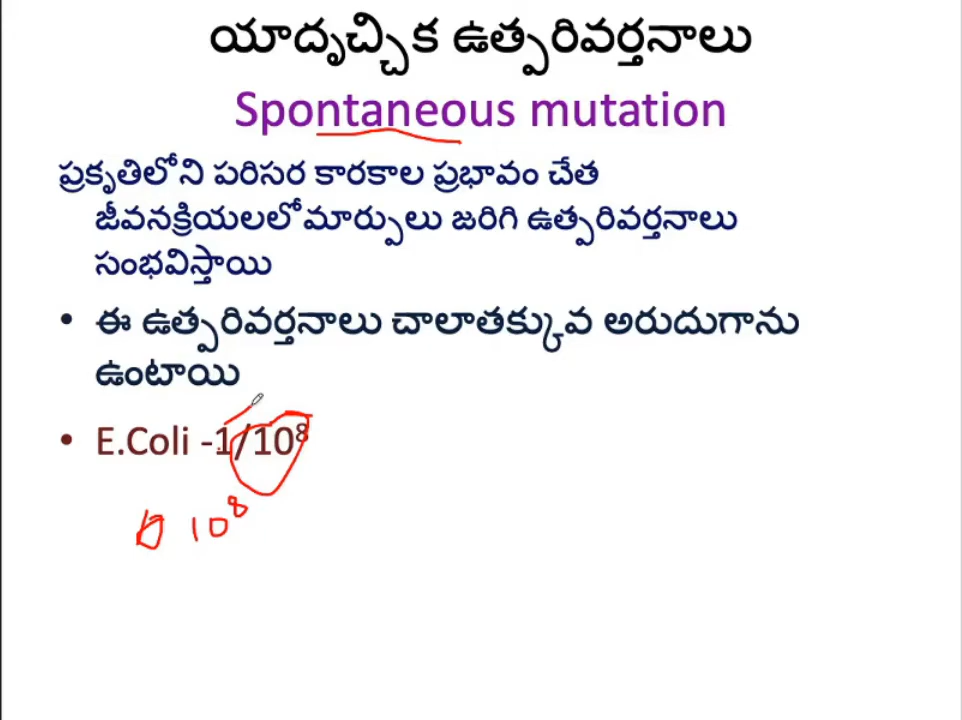 యాదృచ్చిక ఉత్పరివర్తనాలు
Spontaneous mutation
ప్రకృతిలోని పరిసర కారకాల ప్రభావం చేత
జీవనక్రియలలోమార్పులు జరిగి ఉత్పరివర్తనాలు
సంభవిస్తాయి
• ఈ ఉత్పరివర్తనాలు చాలాతక్కువ అరుదుగాను
ఉంటాయి
• E.Coli -1/10⁸
10⁸